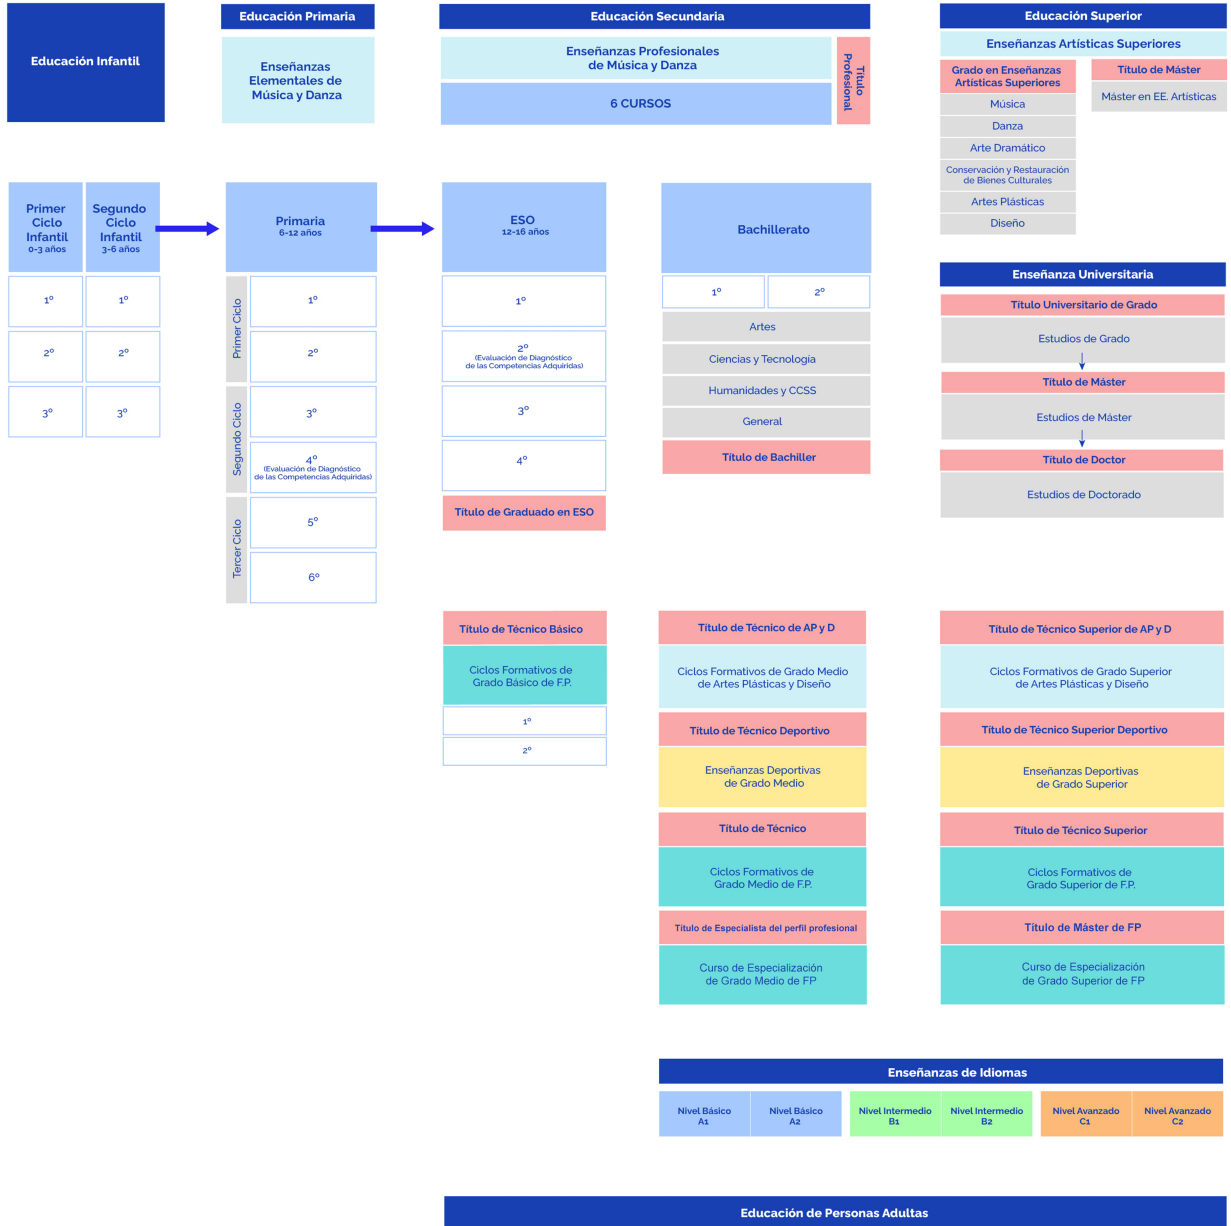 Educación Infantil
Primer
Ciclo
Infantil
0-3 años
Segundo
Ciclo
Infantil
3-6 años
1º
1º
2º
2º
3º
3º
Educación Primaria
Enseñanzas
Elementales de
Música y Danza
Primaria
6-12 años
Primer Ciclo
1º
2º
Segundo Ciclo
3º
4º
(Evaluación de Diagnóstico
de las Competencias Adquiridas)
Tercer Ciclo
5º
6º
Educación Secundaria
Enseñanzas Profesionales
de Música y Danza
6 CURSOS
Título
Profesional
ESO
12-16 años
1º
2º
(Evaluación de Diagnóstico
de las Competencias Adquiridas)
3º
4º
Título de Graduado en ESO
Bachillerato
1º
2º
Artes
Ciencias y Tecnología
Humanidades y CCSS
General
Título de Bachiller
Educación Superior
Enseñanzas Artísticas Superiores
Grado en Enseñanzas
Artísticas Superiores
Música
Danza
Arte Dramático
Conservación y Restauración
de Bienes Culturales
Artes Plásticas
Diseño
Título de Máster
Máster en EE. Artísticas
Enseñanza Universitaria
Título Universitario de Grado
Estudios de Grado
Título de Máster
Estudios de Máster
Título de Doctor
Estudios de Doctorado
Título de Técnico Básico
Ciclos Formativos de
Grado Básico de F.P.
1º
2º
Título de Técnico de AP y D
Ciclos Formativos de Grado Medio
de Artes Plásticas y Diseño
Título de Técnico Deportivo
Enseñanzas Deportivas
de Grado Medio
Título de Técnico
Ciclos Formativos de
Grado Medio de F.P.
Título de Especialista del perfil profesional
Curso de Especialización
de Grado Medio de FP
Título de Técnico Superior de AP y D
Ciclos Formativos de Grado Superior
de Artes Plásticas y Diseño
Título de Técnico Superior Deportivo
Enseñanzas Deportivas
de Grado Superior
Título de Técnico Superior
Ciclos Formativos de
Grado Superior de F.P.
Título de Máster de FP
Curso de Especialización
de Grado Superior de FP
Enseñanzas de Idiomas
Nivel Básico
A1
Nivel Básico
A2
Nivel Intermedio
B1
Nivel Intermedio
B2
Nivel Avanzado
C1
Nivel Avanzado
C2
Educación de Personas Adultas